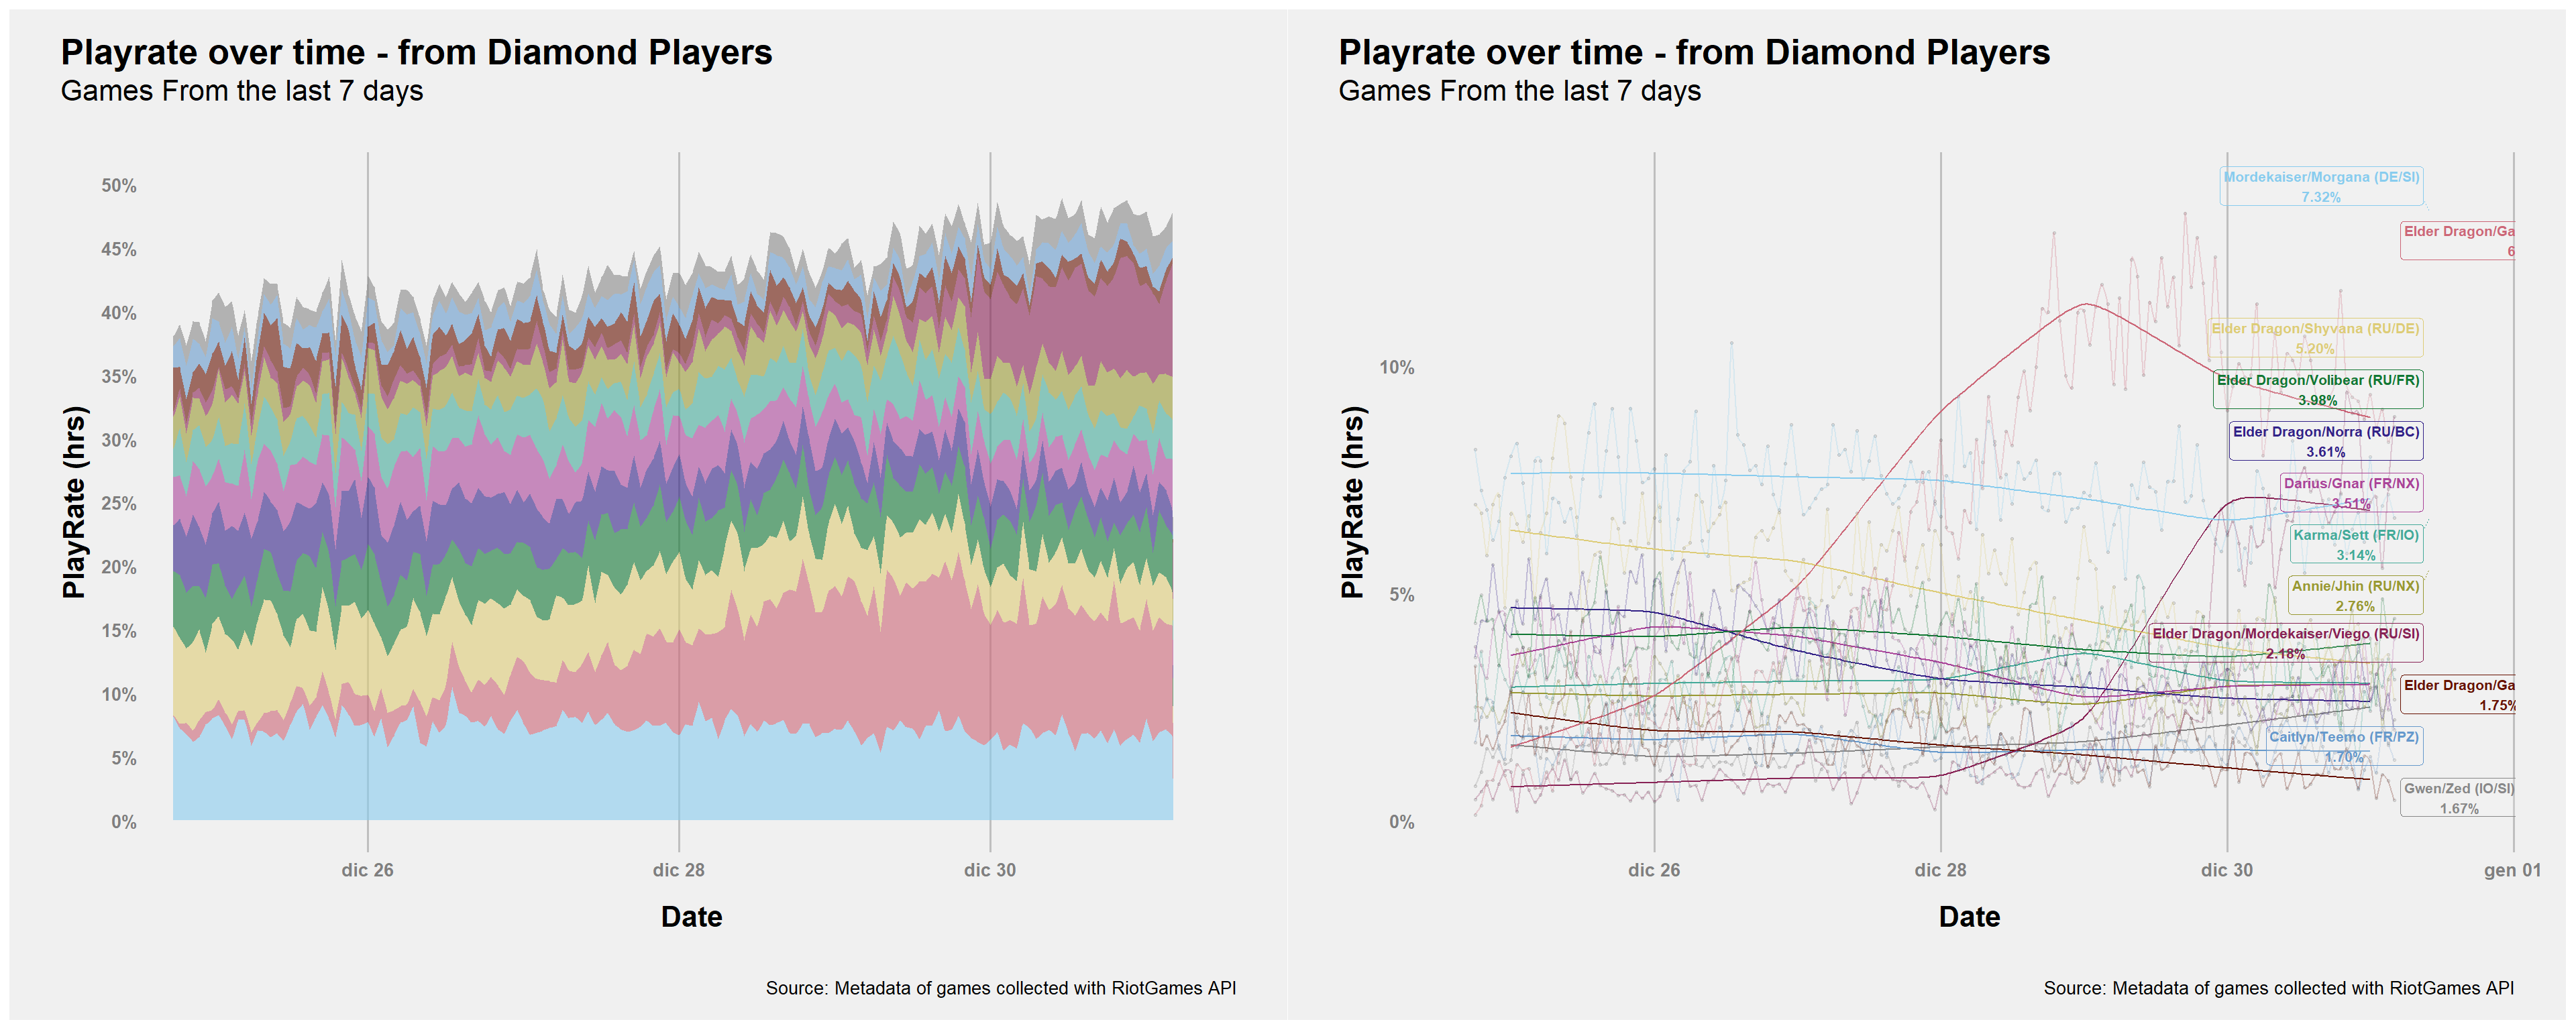 Playrate over time - from Diamond Players
Games From the last 7 days
PlayRate (hrs)
50%
45%
40%
35%
30%
25%
20%
15%
10%
5%
0%
dic 26
dic 28
dic 30
Date
Source: Metadata of games collected with RiotGames API
Playrate over time - from Diamond Players
Games From the last 7 days
PlayRate (hrs)
10%
5%
0%
Mordekaiser/Morgana (DE/SI)
7.32%
Elder Dragon/Ga
6
Elder Dragon/Shyvana (RU/DE)
5.20%
Elder Dragon/Volibear (RU/FR)
3.98%
Elder Dragon/Norra (RU/BC)
3.61%
Darius/Gnar (FR/NX)
3.51%
Karma/Sett (FR/IO)
3.14%
Annie/Jhin (RU/NX)
2.76%
Elder Dragon/Mordekaiser/Viego (RU/SI)
2.18%
Elder Dragon/Ga
1.75%
Caitlyn/Teemo (FR/PZ)
1.70%
Gwen/Zed (IO/SI)
1.67%
dic 26
dic 28
dic 30
gen 01
Date
Source: Metadata of games collected with RiotGames API